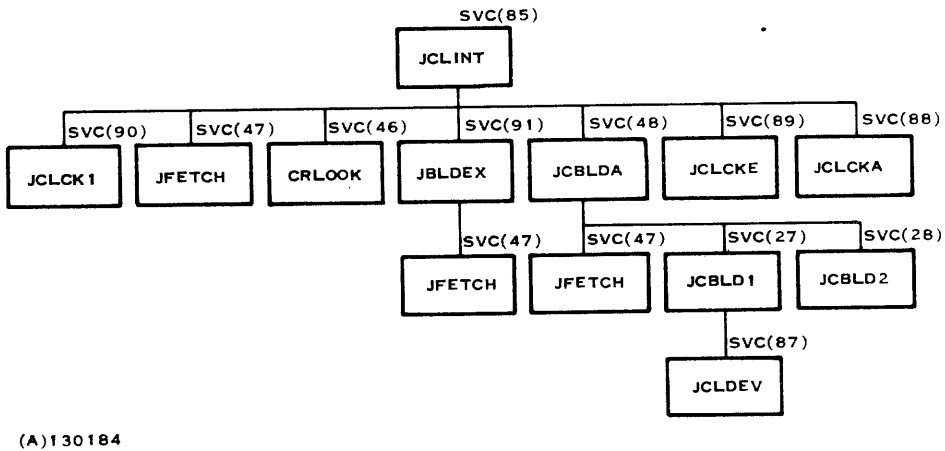 SVC(85)
JCLINT
SVC(90) SVC(47) SVC(46) SVC(91) SVC(48) SVC(89) SVC(88)
JCLCK1 JFETCH CRLOOK JBLDEX JCBLDA JCLCKE JCLCKA
SVC(47) SVC(47) SVC(27) SVC(28)
JFETCH JFETCH JCBLD1 JCBLD2
SVC(87)
JCLDEV
(A)130184